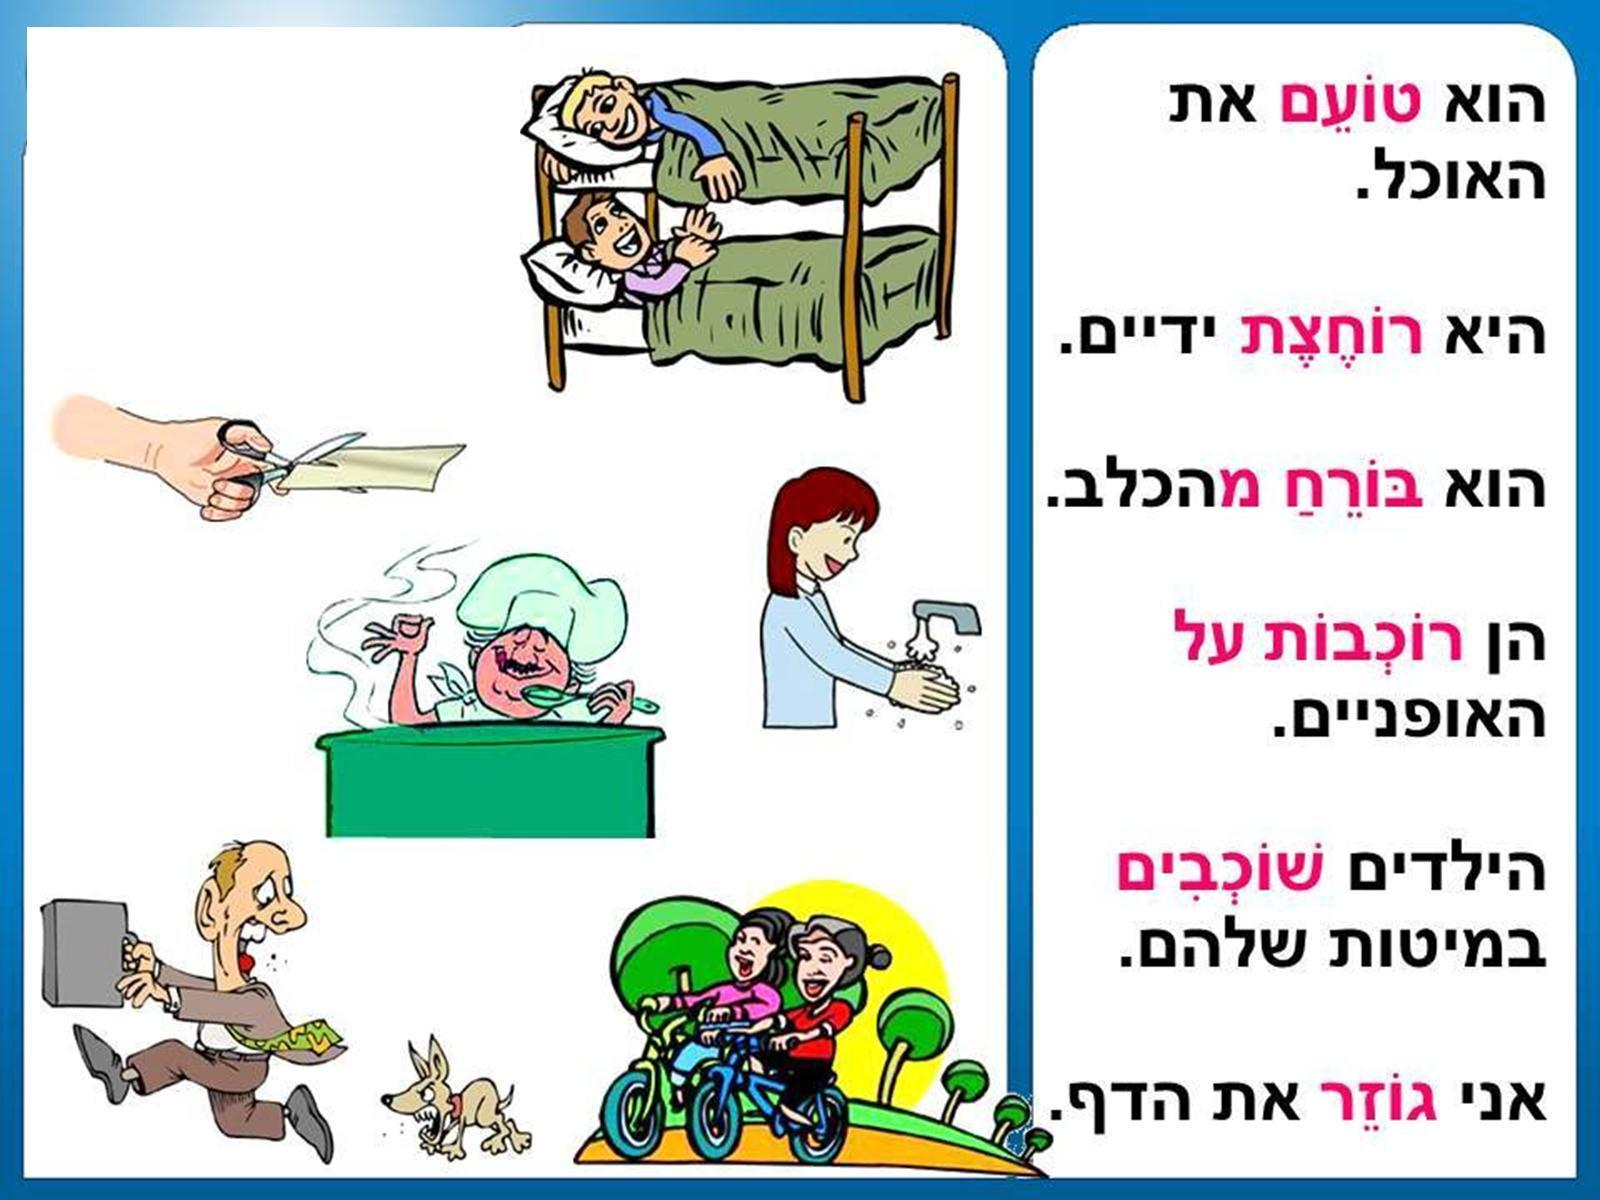 הוא טוֹעֵם את
האוכל.
היא רוֹחֶצֶת ידיים.
הוא בּוֹרֵחַ מהכלב.
הן רוֹכְבוֹת על
האופניים.
הילדים שׁוֹכְבִים
במיטות שלהם.
אני גוֹזֵר את הדף.